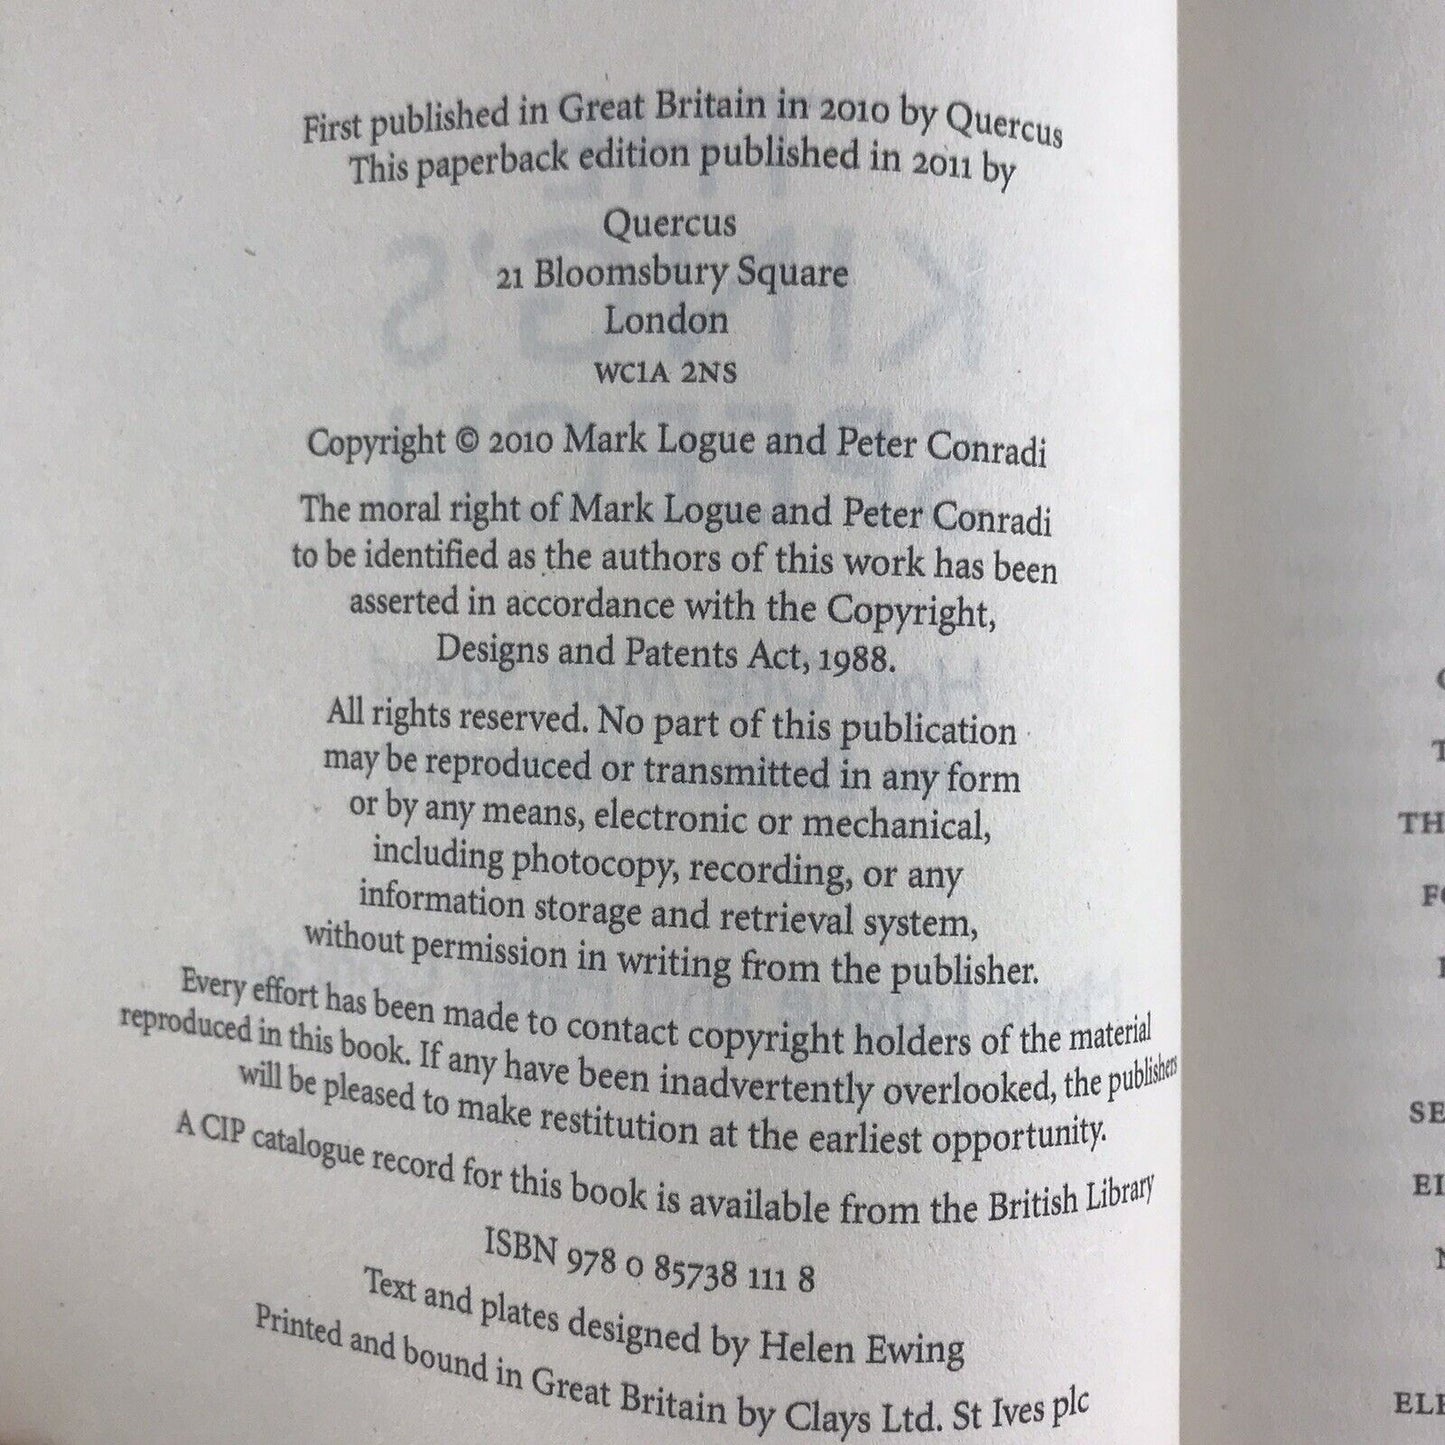 First published in Great Britain in 2010 by Quercus
This paperback edition published in 2011 by
Quercus
21 Bloomsbury Square
London
WC1A 2NS
Copyright © 2010 Mark Logue and Peter Conradi
The moral right of Mark Logue and Peter Conradi
to be identified as the authors of this work has been
asserted in accordance with the Copyright,
Designs and Patents Act, 1988.
All rights reserved. No part of this publication
may be reproduced or transmitted in any form
or by any means, electronic or mechanical,
including photocopy, recording, or any
information storage and retrieval system,
without permission in writing from the publisher.
Every effort has been made to contact copyright holders of the material
reproduced in this book. If any have been inadvertently overlooked, the publishers
will be pleased to make restitution at the earliest opportunity.
A CIP catalogue record for this book is available from the British Library
ISBN 978 0 85738 111 8
Text and plates designed by Helen Ewing
Printed and bound in Great Britain by Clays Ltd. St Ives plc